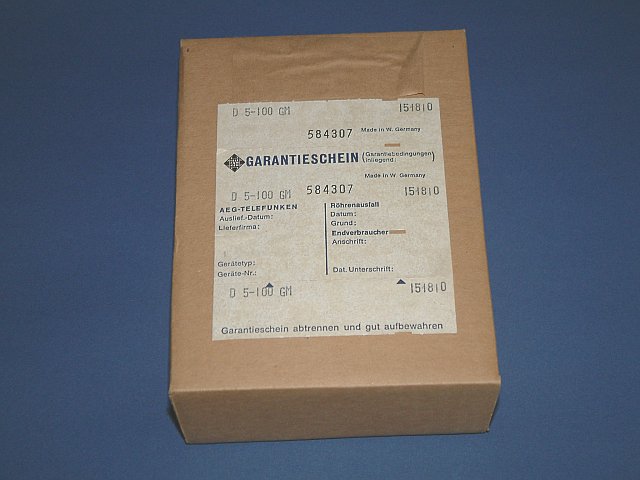 D 5-100 GM 151810
584307 Made in W. Germany
GARANTIESCHEIN (Garantiebedingungen inliegend:)
Made in W. Germany
D 5-100 GM 584307 151810
AEG-TELEFUNKEN
Auslief.-Datum:
Lieferfirma:
Gerätetyp:
Geräte-Nr.:
Röhrenausfall
Datum:
Grund:
Endverbraucher
Anschrift:
Dat. Unterschrift:
D 5-100 GM 151810
Garantieschein abtrennen und gut aufbewahren